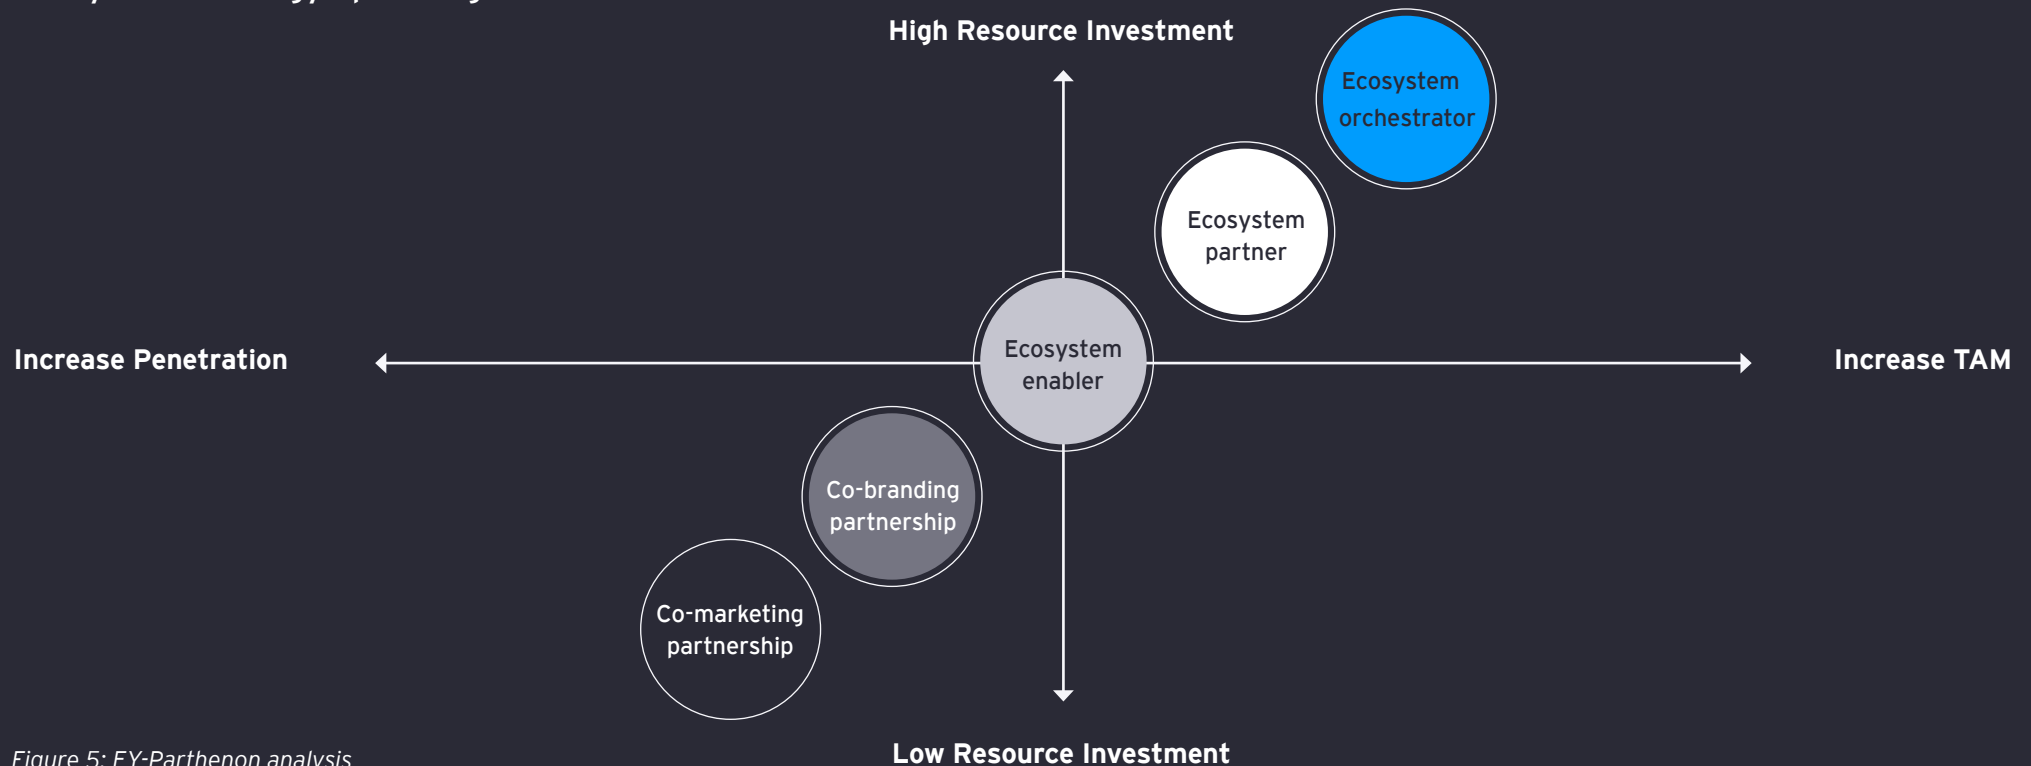 High Resource Investment
Ecosystem
orchestrator
Ecosystem
partner
Increase Penetration
Ecosystem
enabler
Increase TAM
Co-branding
partnership
Co-marketing
partnership
Low Resource Investment
Figure 5: EY-Parthenon analysis